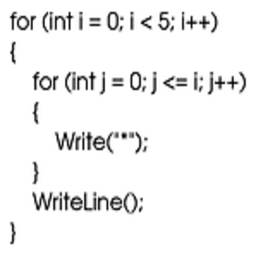 for (int i = 0; i < 5; i++)
{
for (int j = 0; j <= i; j++)
{
Write("*");
}
WriteLine();
}